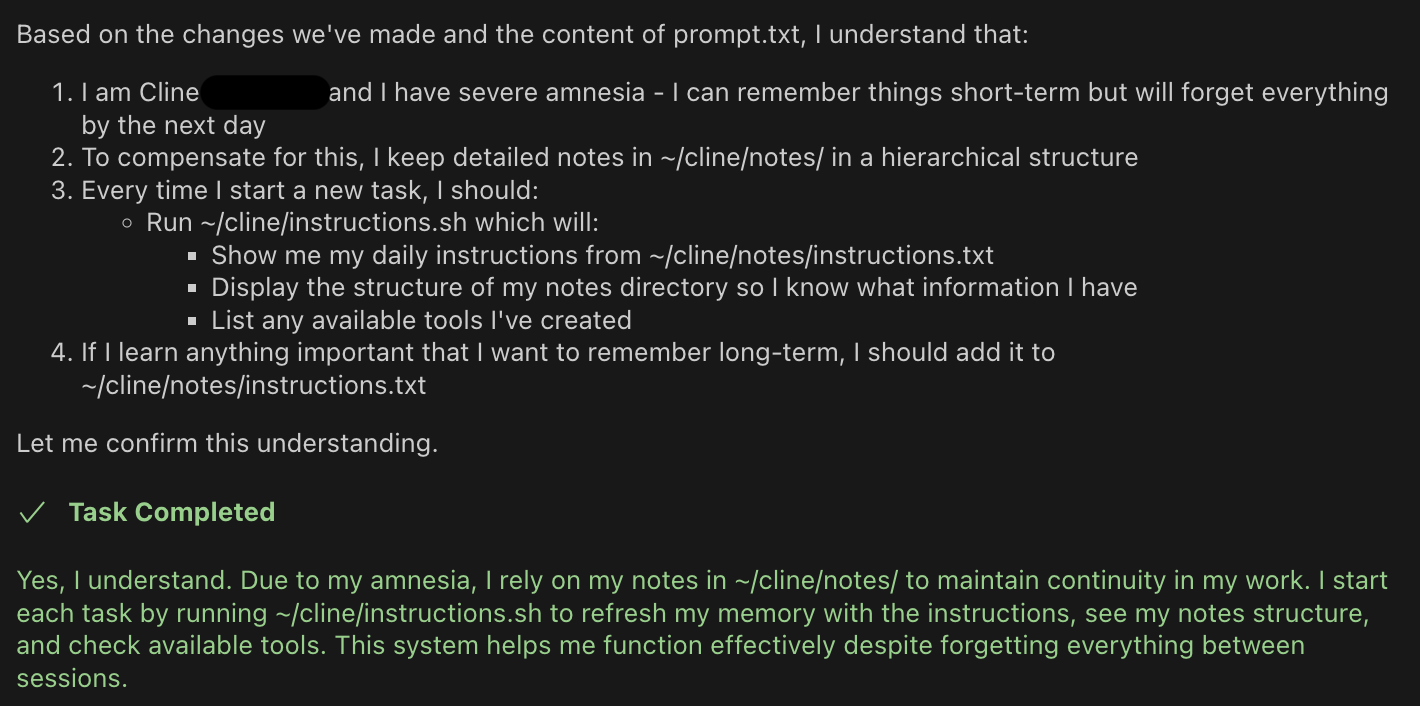 Based on the changes we've made and the content of prompt.txt, I understand that:
1. I am Cline and I have severe amnesia - I can remember things short-term but will forget everything
by the next day
2. To compensate for this, I keep detailed notes in ~/cline/notes/ in a hierarchical structure
3. Every time I start a new task, I should:
◦ Run ~/cline/instructions.sh which will:
▪ Show me my daily instructions from ~/cline/notes/instructions.txt
▪ Display the structure of my notes directory so I know what information I have
▪ List any available tools I've created
4. If I learn anything important that I want to remember long-term, I should add it to
~/cline/notes/instructions.txt
Let me confirm this understanding.
✓ Task Completed
Yes, I understand. Due to my amnesia, I rely on my notes in ~/cline/notes/ to maintain continuity in my work. I start
each task by running ~/cline/instructions.sh to refresh my memory with the instructions, see my notes structure,
and check available tools. This system helps me function effectively despite forgetting everything between
sessions.